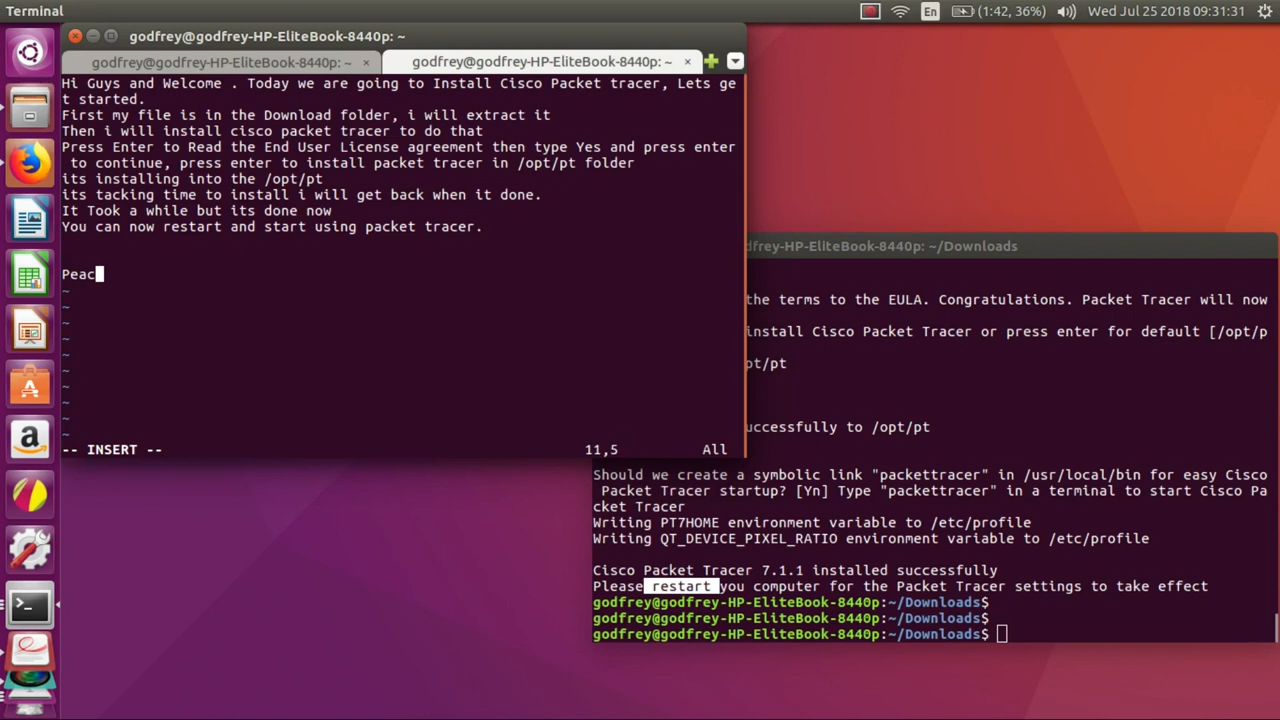 Terminal
En
(1:42, 36%)
Wed Jul 25 2018 09:31:31
godfrey@godfrey-HP-EliteBook-8440p: ~
godfrey@godfrey-HP-EliteBook-8440p: ~ ×
godfrey@godfrey-HP-EliteBook-8440p: ~ ×
Hi Guys and Welcome . Today we are going to Install Cisco Packet tracer, Lets ge
t started.
First my file is in the Download folder, i will extract it
Then i will install cisco packet tracer to do that
Press Enter to Read the End User License agreement then type Yes and press enter
to continue, press enter to install packet tracer in /opt/pt folder
its installing into the /opt/pt
its tacking time to install i will get back when it done.
It Took a while but its done now
You can now restart and start using packet tracer.
Peac
~
~
~
~
~
~
~
~
~
~
-- INSERT -- 11,5 All
dfrey-HP-EliteBook-8440p: ~/Downloads
the terms to the EULA. Congratulations. Packet Tracer will now
install Cisco Packet Tracer or press enter for default [/opt/p
pt/pt
uccessfully to /opt/pt
Should we create a symbolic link "packettracer" in /usr/local/bin for easy Cisco
Packet Tracer startup? [Yn] Type "packettracer" in a terminal to start Cisco Pa
cket Tracer
Writing PT7HOME environment variable to /etc/profile
Writing QT_DEVICE_PIXEL_RATIO environment variable to /etc/profile
Cisco Packet Tracer 7.1.1 installed successfully
Please restart you computer for the Packet Tracer settings to take effect
godfrey@godfrey-HP-EliteBook-8440p:~/Downloads$
godfrey@godfrey-HP-EliteBook-8440p:~/Downloads$
godfrey@godfrey-HP-EliteBook-8440p:~/Downloads$